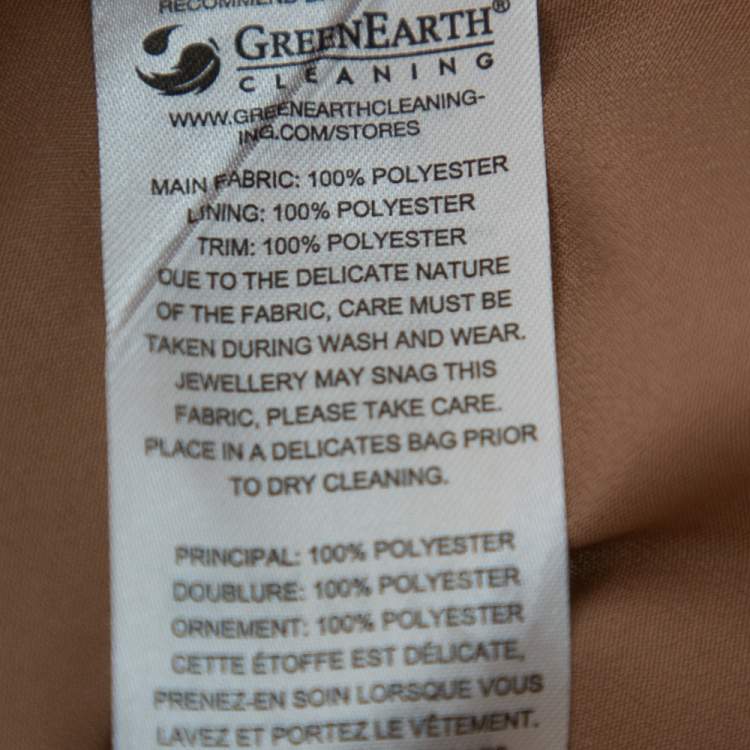 RECOMMEND
GREENEARTH®
CLEANING
WWW.GREENEARTHCLEANING-
ING.COM/STORES
MAIN FABRIC: 100% POLYESTER
LINING: 100% POLYESTER
TRIM: 100% POLYESTER
DUE TO THE DELICATE NATURE
OF THE FABRIC, CARE MUST BE
TAKEN DURING WASH AND WEAR.
JEWELLERY MAY SNAG THIS
FABRIC, PLEASE TAKE CARE.
PLACE IN A DELICATES BAG PRIOR
TO DRY CLEANING.
PRINCIPAL: 100% POLYESTER
DOUBLURE: 100% POLYESTER
ORNEMENT: 100% POLYESTER
CETTE ÉTOFFE EST DÉLICATE,
PRENEZ-EN SOIN LORSQUE VOUS
LAVEZ ET PORTEZ LE VÊTEMENT.